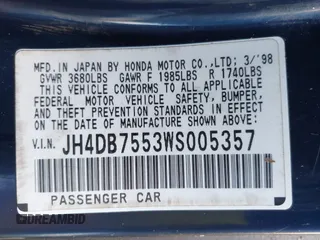 MFD. IN JAPAN BY HONDA MOTOR CO.,LTD; 3/'98
GVWR 3680LBS GAWR F 1985LBS R 1740LBS
THIS VEHICLE CONFORMS TO ALL APPLICABLE
FEDERAL MOTOR VEHICLE SAFETY, BUMPER, AND
THEFT PREVENTION STANDARDS IN EFFECT ON
THE DATE OF MANUFACTURE SHOWN ABOVE.
V.I.N. JH4DB7553WS005357
PASSENGER CAR
DREAMBID